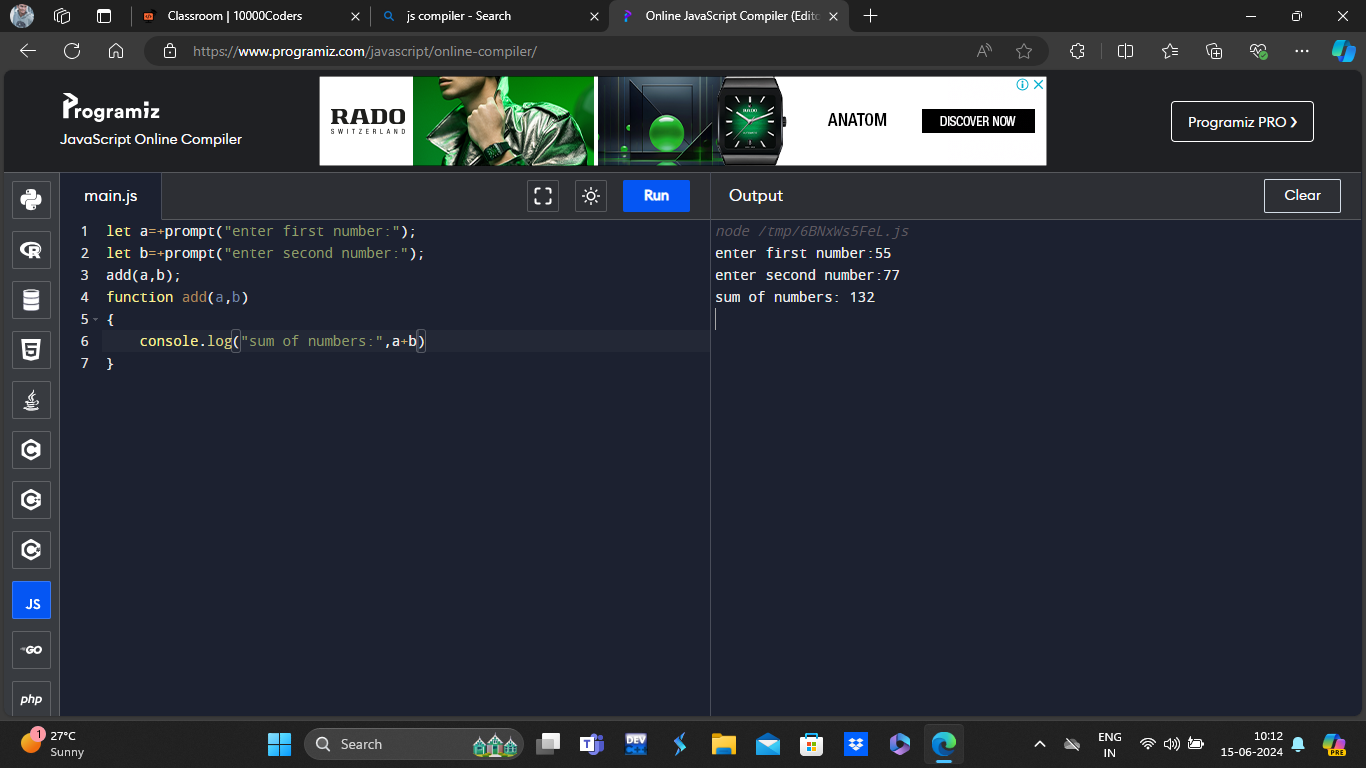 Classroom | 10000Coders
js compiler - Search
Online JavaScript Compiler (Edito
https://www.programiz.com/javascript/online-compiler/
Programiz
JavaScript Online Compiler
RADO
SWITZERLAND
ANATOM
DISCOVER NOW
Programiz PRO ❯
main.js
Run
Output
Clear
1 let a=+prompt("enter first number:");
2 let b=+prompt("enter second number:");
3 add(a,b);
4 function add(a,b)
5 {
6     console.log("sum of numbers:",a+b)
7 }
node /tmp/6BNxWs5FeL.js
enter first number:55
enter second number:77
sum of numbers: 132
JS
GO
php
1
27°C
Sunny
Search
DEV
ENG
IN
10:12
15-06-2024
PRE